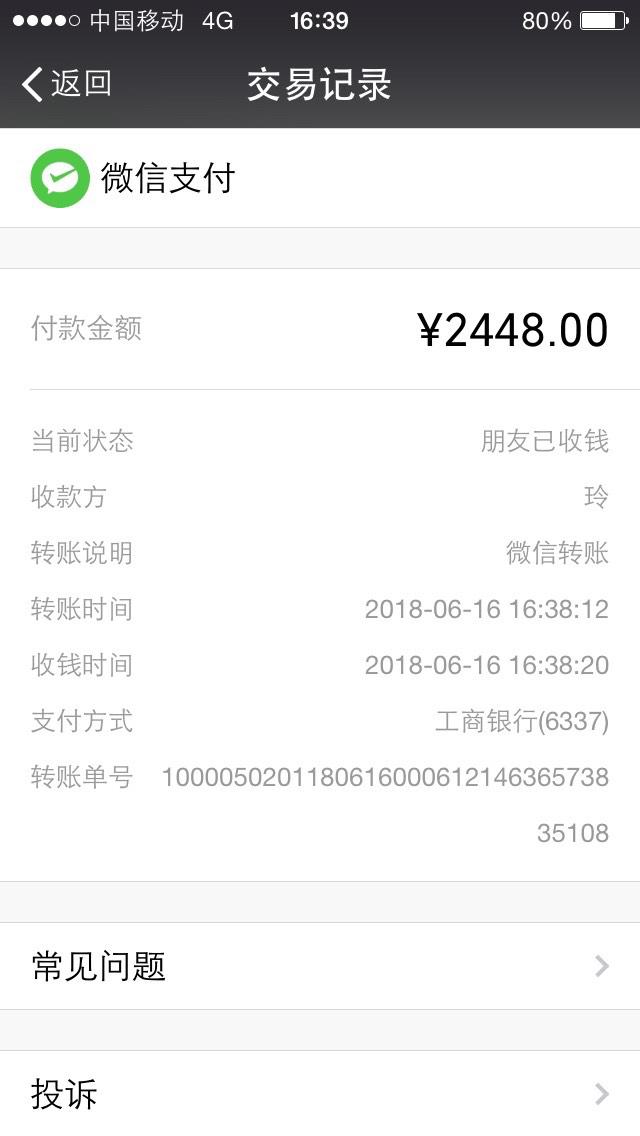 中国移动 4G 16:39 80%
返回 交易记录
微信支付
付款金额 ¥2448.00
当前状态 朋友已收钱
收款方 玲
转账说明 微信转账
转账时间 2018-06-16 16:38:12
收钱时间 2018-06-16 16:38:20
支付方式 工商银行(6337)
转账单号 1000050201180616000612146365738
35108
常见问题
投诉